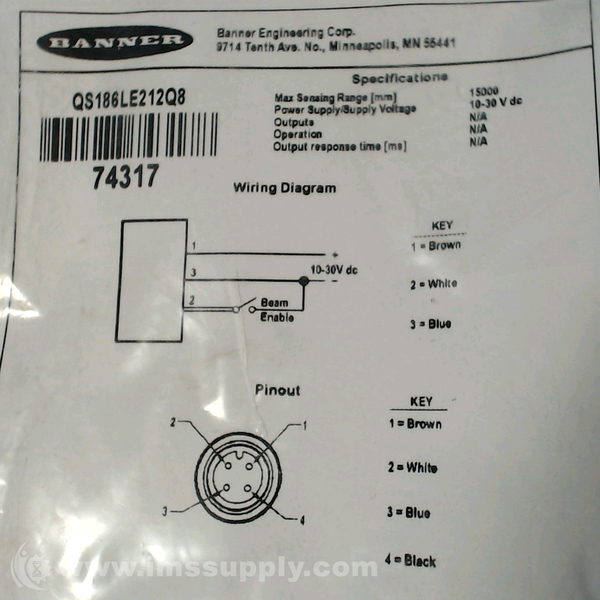 BANNER
Banner Engineering Corp.
9714 Tenth Ave. No., Minneapolis, MN 55441
QS186LE212Q8
74317
Specifications
Max Sensing Range [mm] 15000
Power Supply/Supply Voltage 10-30 V dc
Outputs N/A
Operation N/A
Output response time [ms] N/A
Wiring Diagram
1 +
3 10-30V dc -
2 Beam
Enable
KEY
1 = Brown
2 = White
3 = Blue
Pinout
2 1
3 4
KEY
1 = Brown
2 = White
3 = Blue
4 = Black
www.imssupply.com